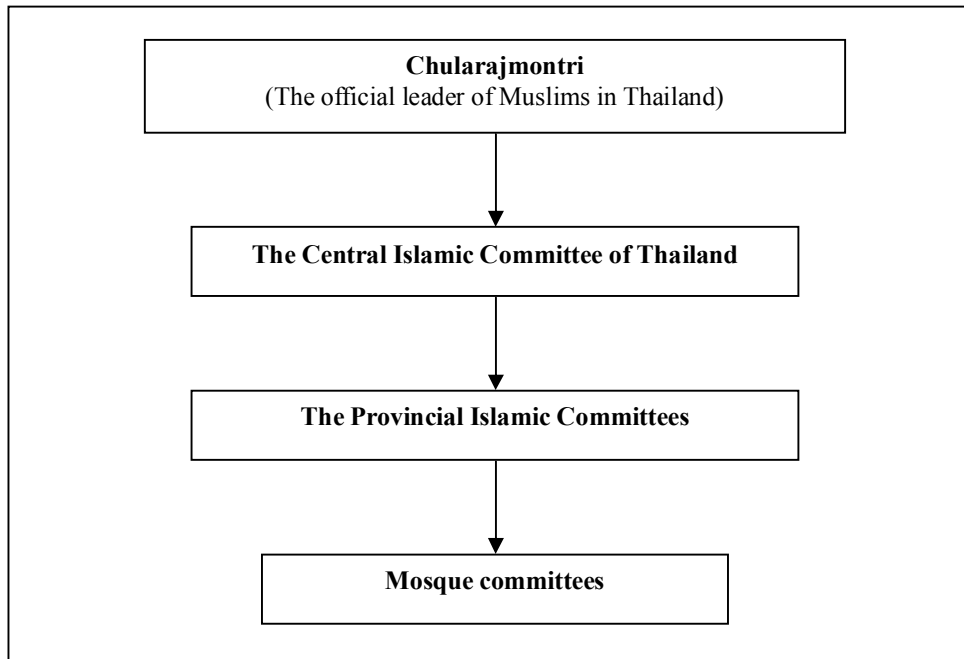 Chularajmontri
(The official leader of Muslims in Thailand)
The Central Islamic Committee of Thailand
The Provincial Islamic Committees
Mosque committees